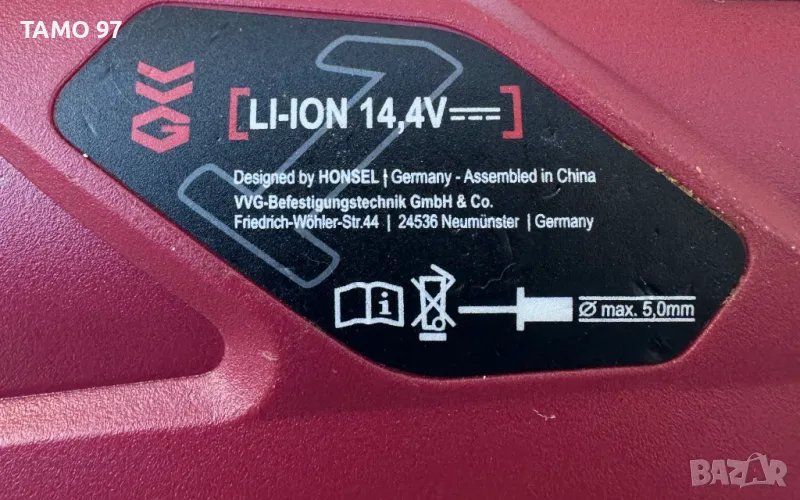 TAMO 97
[LI-ION 14,4V⎓]
Designed by HONSEL Germany - Assembled in China
VVG-Befestigungstechnik GmbH & Co.
Friedrich-Wöhler-Str.44 | 24536 Neumünster | Germany
i
Ø max. 5,0mm
BAZAR